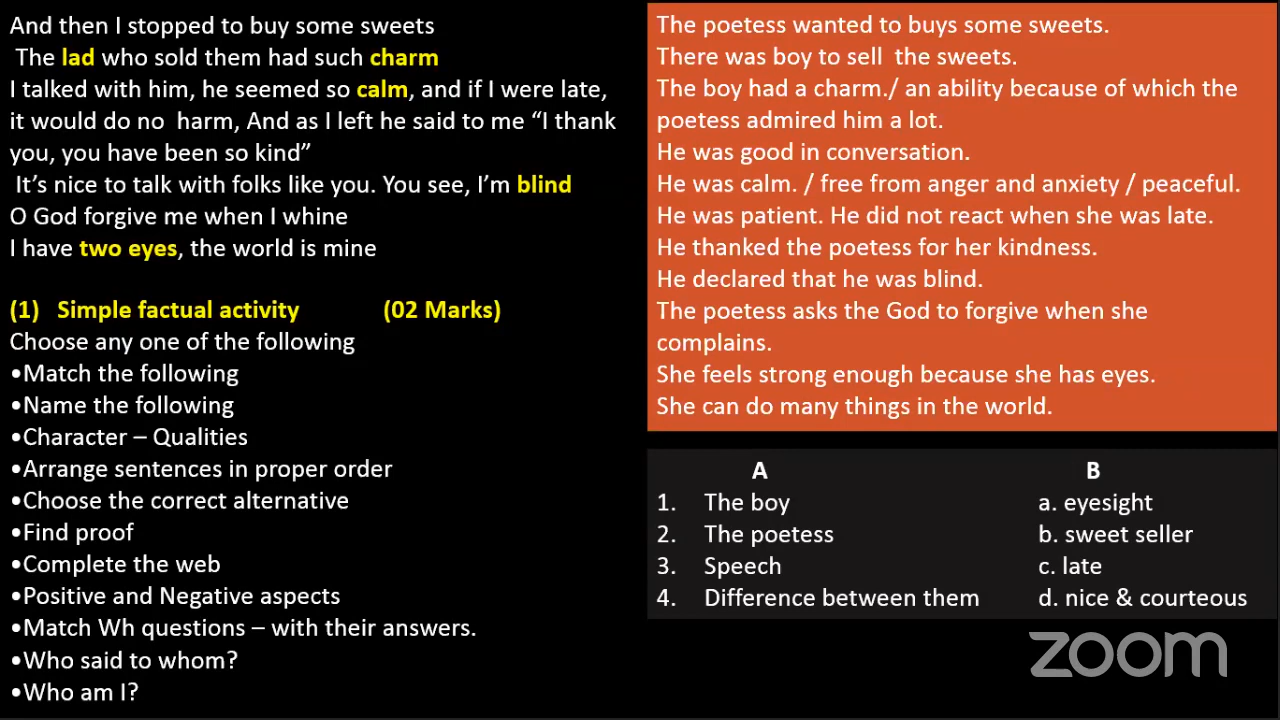 And then I stopped to buy some sweets
The lad who sold them had such charm
I talked with him, he seemed so calm, and if I were late,
it would do no harm, And as I left he said to me “I thank
you, you have been so kind”
It’s nice to talk with folks like you. You see, I’m blind
O God forgive me when I whine
I have two eyes, the world is mine
(1) Simple factual activity (02 Marks)
Choose any one of the following
•Match the following
•Name the following
•Character – Qualities
•Arrange sentences in proper order
•Choose the correct alternative
•Find proof
•Complete the web
•Positive and Negative aspects
•Match Wh questions – with their answers.
•Who said to whom?
•Who am I?
The poetess wanted to buys some sweets.
There was boy to sell the sweets.
The boy had a charm./ an ability because of which the
poetess admired him a lot.
He was good in conversation.
He was calm. / free from anger and anxiety / peaceful.
He was patient. He did not react when she was late.
He thanked the poetess for her kindness.
He declared that he was blind.
The poetess asks the God to forgive when she
complains.
She feels strong enough because she has eyes.
She can do many things in the world.
A B
1. The boy a. eyesight
2. The poetess b. sweet seller
3. Speech c. late
4. Difference between them d. nice & courteous
zoom